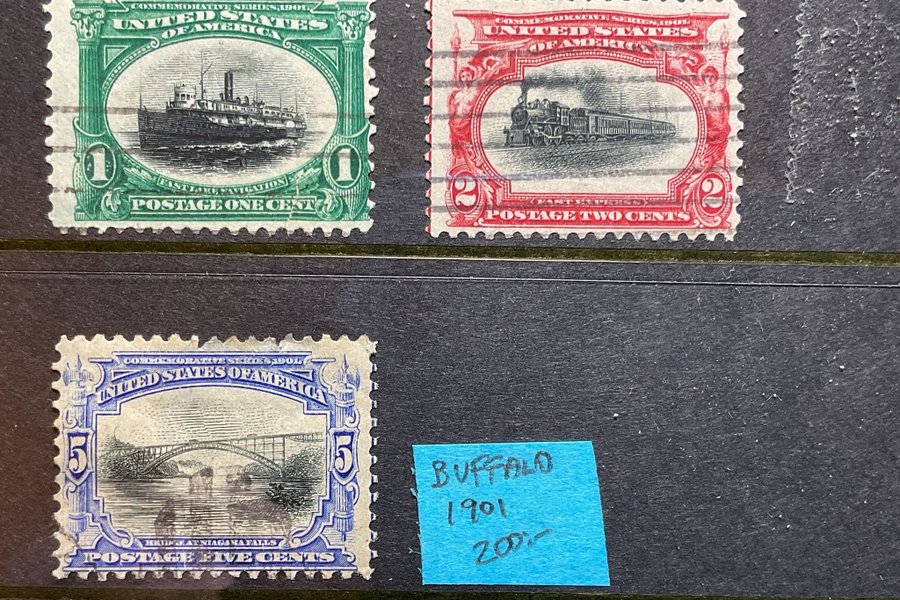 COMMEMORATIVE SERIES, 1901.
UNITED STATES
OF AMERICA
1 1
FAST LAKE NAVIGATION
POSTAGE ONE CENT
COMMEMORATIVE SERIES, 1901.
UNITED STATES
OF AMERICA
2 2
FAST EXPRESS
POSTAGE TWO CENTS
COMMEMORATIVE SERIES, 1901.
UNITED STATES OF AMERICA
5 5
BRIDGE AT NIAGARA FALLS
POSTAGE FIVE CENTS
BUFFALO
1901
200:-